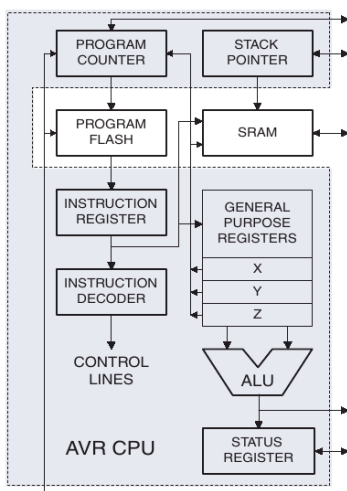 PROGRAM
COUNTER
STACK
POINTER
PROGRAM
FLASH
SRAM
INSTRUCTION
REGISTER
GENERAL
PURPOSE
REGISTERS
X
Y
Z
INSTRUCTION
DECODER
CONTROL
LINES
ALU
AVR CPU
STATUS
REGISTER